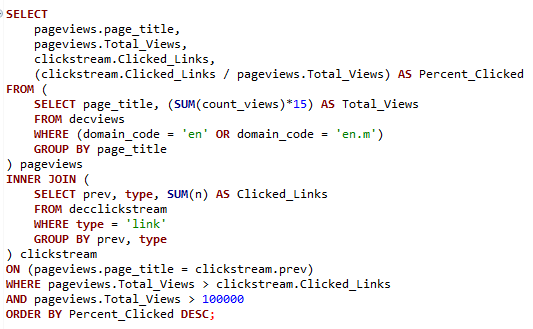 SELECT
    pageviews.page_title,
    pageviews.Total_Views,
    clickstream.Clicked_Links,
    (clickstream.Clicked_Links / pageviews.Total_Views) AS Percent_Clicked
FROM (
    SELECT page_title, (SUM(count_views)*15) AS Total_Views
    FROM decviews
    WHERE (domain_code = 'en' OR domain_code = 'en.m')
    GROUP BY page_title
) pageviews
INNER JOIN (
    SELECT prev, type, SUM(n) AS Clicked_Links
    FROM decclickstream
    WHERE type = 'link'
    GROUP BY prev, type
) clickstream
ON (pageviews.page_title = clickstream.prev)
WHERE pageviews.Total_Views > clickstream.Clicked_Links
AND pageviews.Total_Views > 100000
ORDER BY Percent_Clicked DESC;